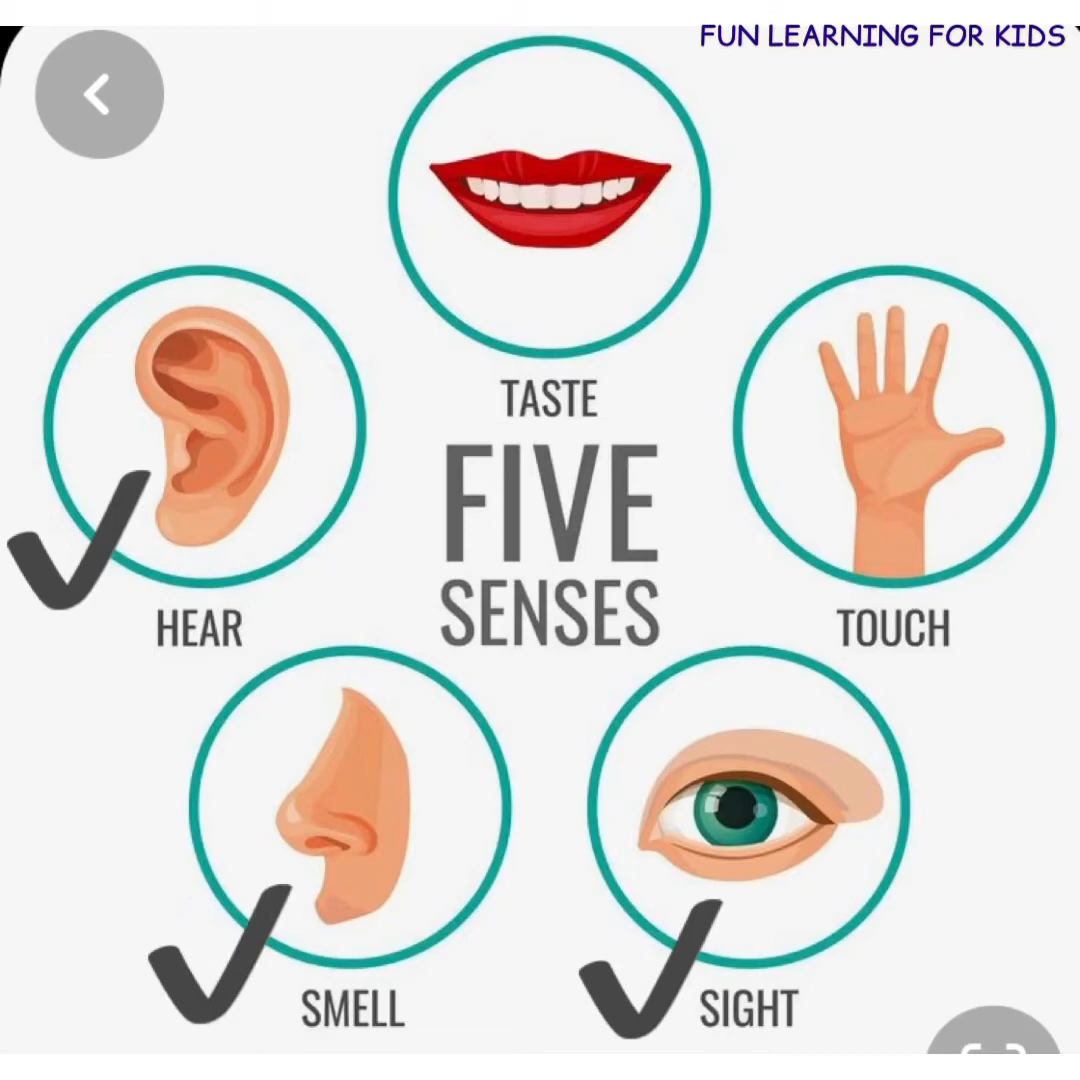 FUN LEARNING FOR KIDS
TASTE
FIVE
SENSES
HEAR
TOUCH
SMELL
SIGHT